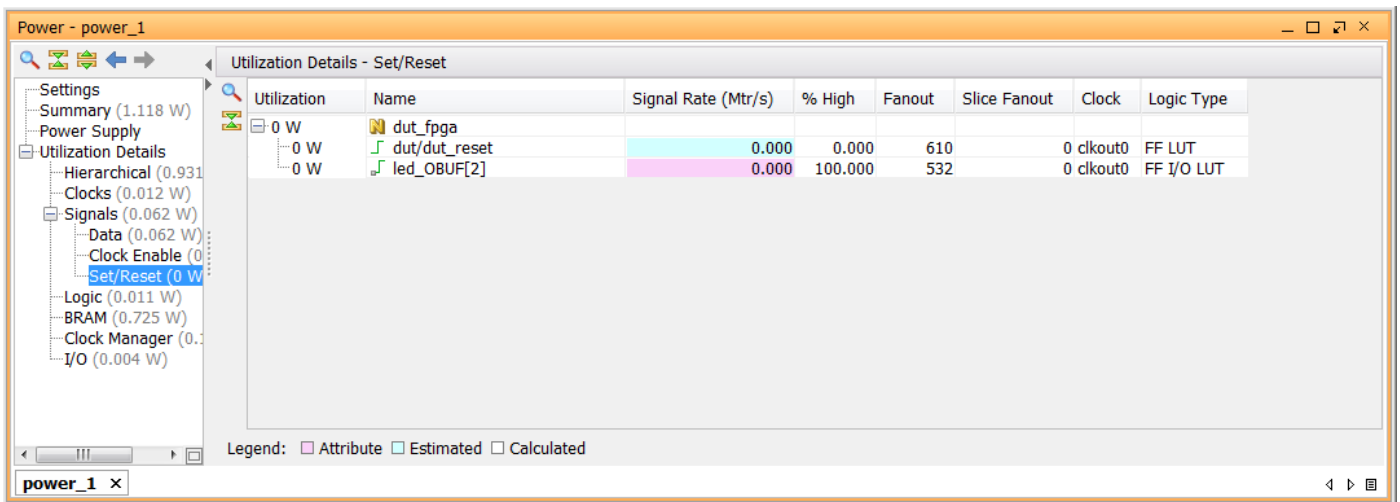 Power - power_1
Utilization Details - Set/Reset
Settings
Summary (1.118 W)
Power Supply
Utilization Details
Hierarchical (0.931
Clocks (0.012 W)
Signals (0.062 W)
Data (0.062 W)
Clock Enable (0
Set/Reset (0 W
Logic (0.011 W)
BRAM (0.725 W)
Clock Manager (0.1
I/O (0.004 W)
Utilization Name Signal Rate (Mtr/s) % High Fanout Slice Fanout Clock Logic Type
0 W dut_fpga
0 W dut/dut_reset 0.000 0.000 610 0 clkout0 FF LUT
0 W led_OBUF[2] 0.000 100.000 532 0 clkout0 FF I/O LUT
Legend: Attribute Estimated Calculated
power_1